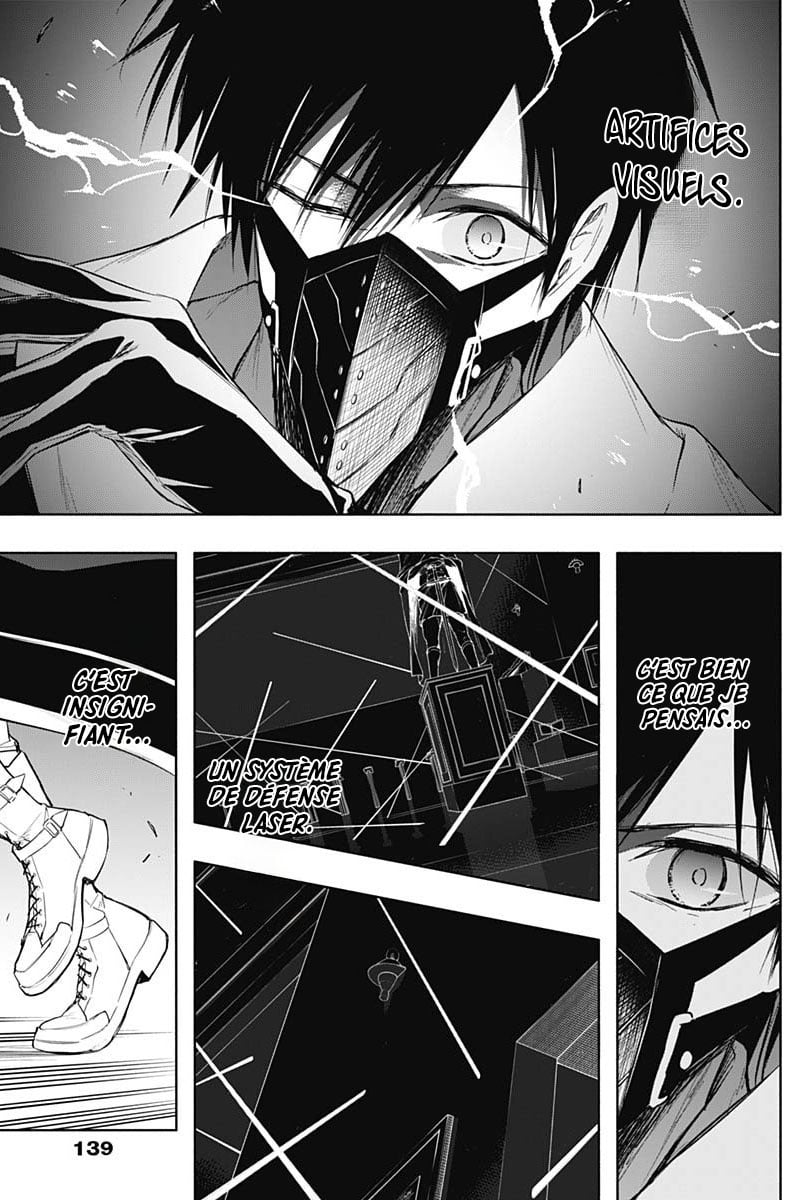 ARTIFICES
VISUELS.
C'EST BIEN
CE QUE JE
PENSAIS...
UN SYSTÈME
DE DÉFENSE
LASER.
C'EST
INSIGNI-
FIANT...
139